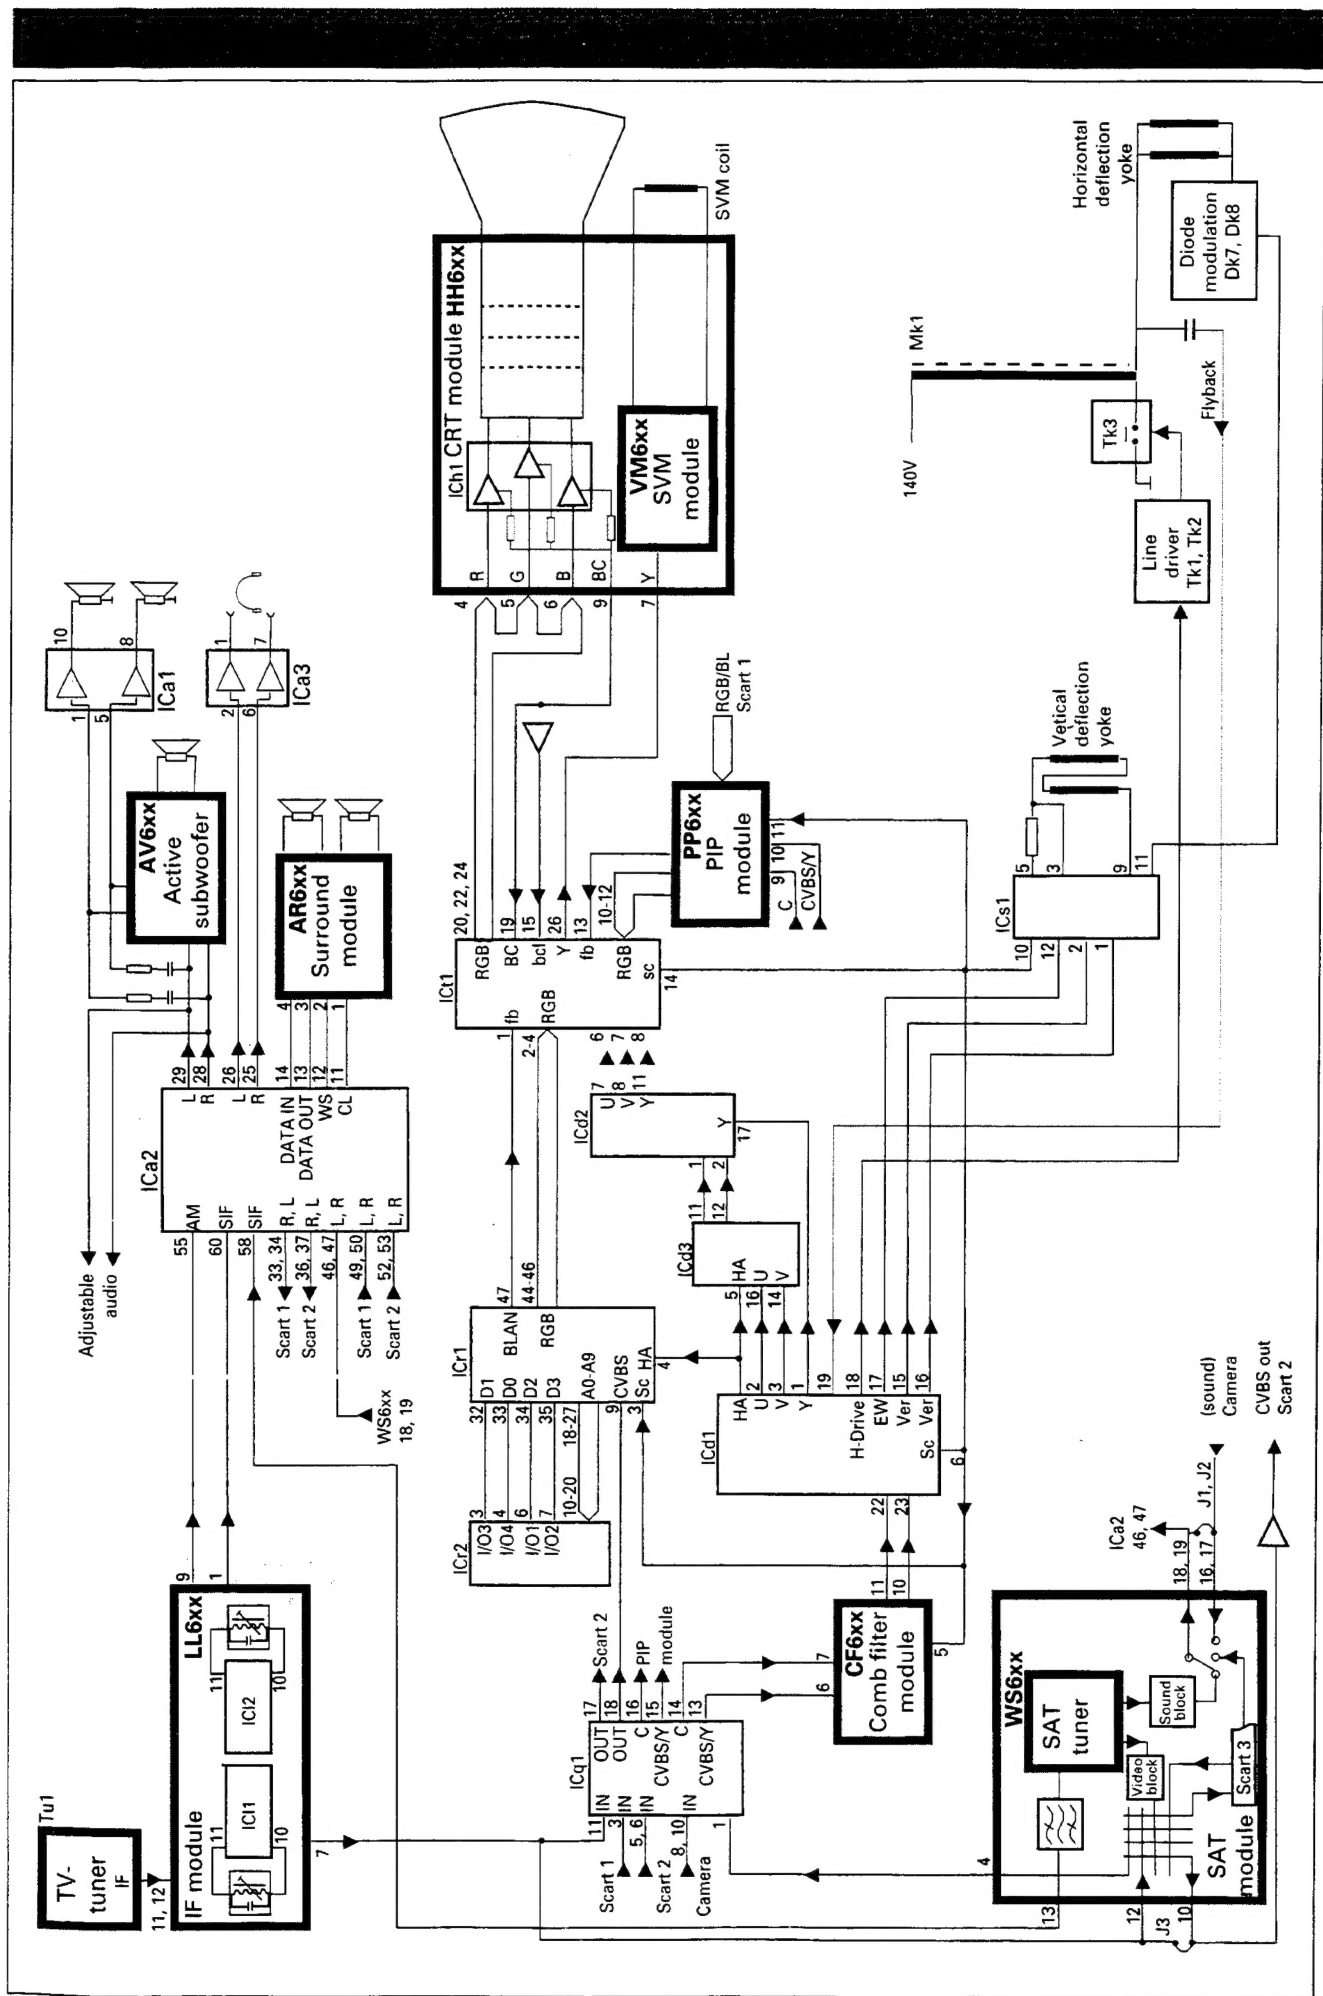 TV-
tuner
IF
Tu1
11, 12
IF module
LL6xx
ICl1
11
10
ICl2
11
10
9
1
7
55
60
58
AM
SIF
SIF
ICa2
33, 34
R, L
36, 37
R, L
46, 47
L, R
49, 50
L, R
52, 53
L, R
Scart 1
Scart 2
Scart 1
Scart 2
WS6xx
18, 19
Adjustable
audio
29
L
28
R
26
L
25
R
14
DATA IN
13
DATA OUT
12
WS
11
CL
4
3
2
1
AR6xx
Surround
module
AV6xx
Active
subwoofer
1
5
10
8
ICa1
2
6
1
7
ICa3
ICr2
I/O3
I/O4
I/O1
I/O2
3
4
6
7
10-20
32
33
34
35
18-27
9
3
ICr1
D1
D0
D2
D3
A0-A9
CVBS
Sc
HA
4
BLAN
RGB
47
44-46
1
2-4
fb
RGB
ICt1
6
7
8
20, 22, 24
RGB
19
BC
15
bcl
26
Y
13
fb
10-12
RGB
sc
14
4
5
6
9
7
R
G
B
BC
Y
ICh1
CRT module HH6xx
VM6xx
SVM
module
SVM coil
PP6xx
PIP
module
9
10
11
C
CVBS/Y
RGB/BL
Scart 1
ICq1
11
IN
3
IN
5, 6
IN
8, 10
IN
1
Scart 1
Scart 2
Camera
17
OUT
18
OUT
16
C
15
CVBS/Y
14
C
13
CVBS/Y
Scart 2
PIP
module
7
6
CF6xx
Comb filter
module
11
10
5
22
23
ICd1
HA
U
V
Y
H-Drive
EW
Ver
Ver
Sc
2
3
1
19
18
17
15
16
6
5
16
14
ICd3
HA
U
V
11
12
1
2
ICd2
U
V
Y
7
8
11
Y
17
10
12
2
1
ICs1
5
3
9
11
Vetical
deflection
yoke
Line
driver
Tk1, Tk2
Tk3
140V
Mk1
Flyback
Diode
modulation
Dk7, Dk8
Horizontal
deflection
yoke
WS6xx
SAT
tuner
Sound
block
Video
block
Scart 3
SAT
module
4
13
12
J3
10
18, 19
16, 17
ICa2
46, 47
J1, J2
(sound)
Camera
CVBS out
Scart 2